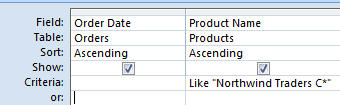 Field: Order Date Product Name
Table: Orders Products
Sort: Ascending Ascending
Show:
Criteria: Like "Northwind Traders C*"
or: